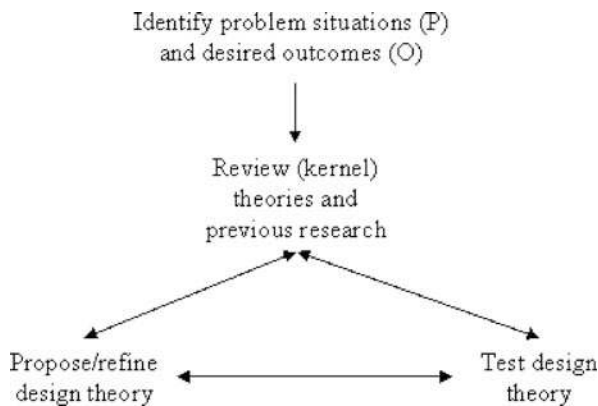 Identify problem situations (P)
and desired outcomes (O)
Review (kernel)
theories and
previous research
Propose/refine
design theory
Test design
theory